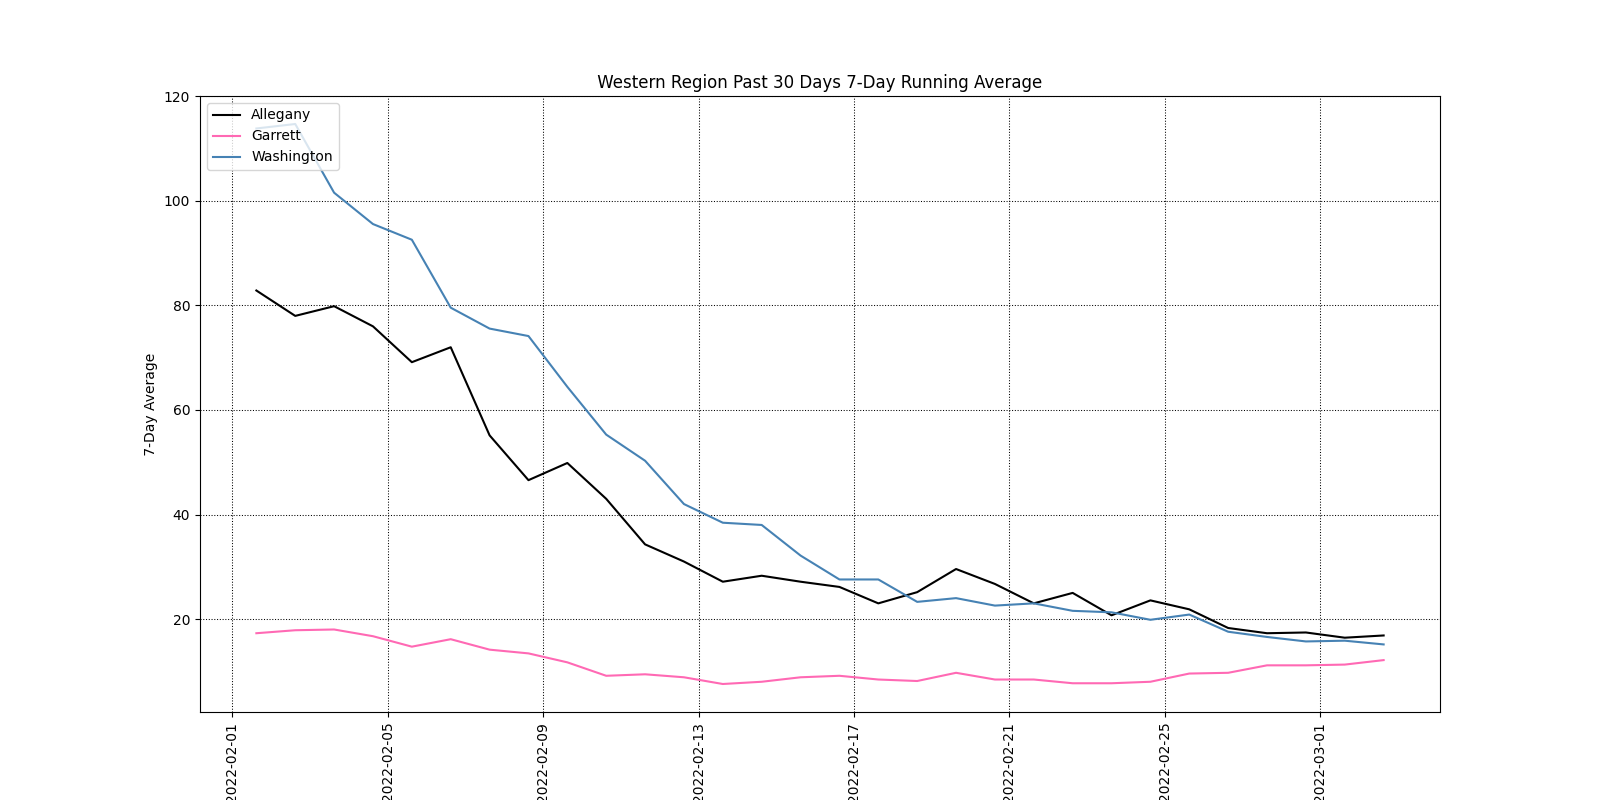 Western Region Past 30 Days 7-Day Running Average
Allegany
Garrett
Washington
7-Day Average
120
100
80
60
40
20
2022-02-01
2022-02-05
2022-02-09
2022-02-13
2022-02-17
2022-02-21
2022-02-25
2022-03-01